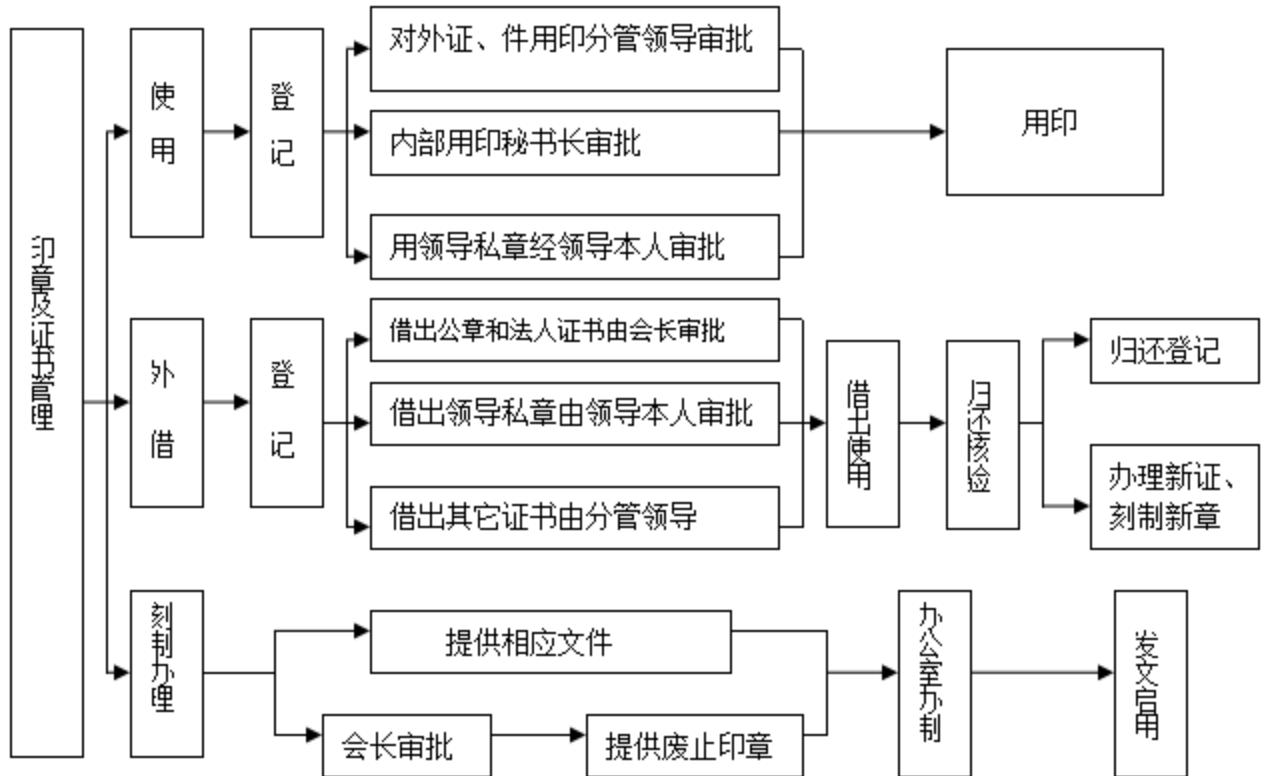 印章及证书管理
使用
登记
对外证、件用印分管领导审批
内部用印秘书长审批
用领导私章经领导本人审批
用印
外借
登记
借出公章和法人证书由会长审批
借出领导私章由领导本人审批
借出其它证书由分管领导
借出使用
归还核验
归还登记
办理新证、
刻制新章
刻制办理
提供相应文件
会长审批
提供废止印章
办公室办制
发文启用